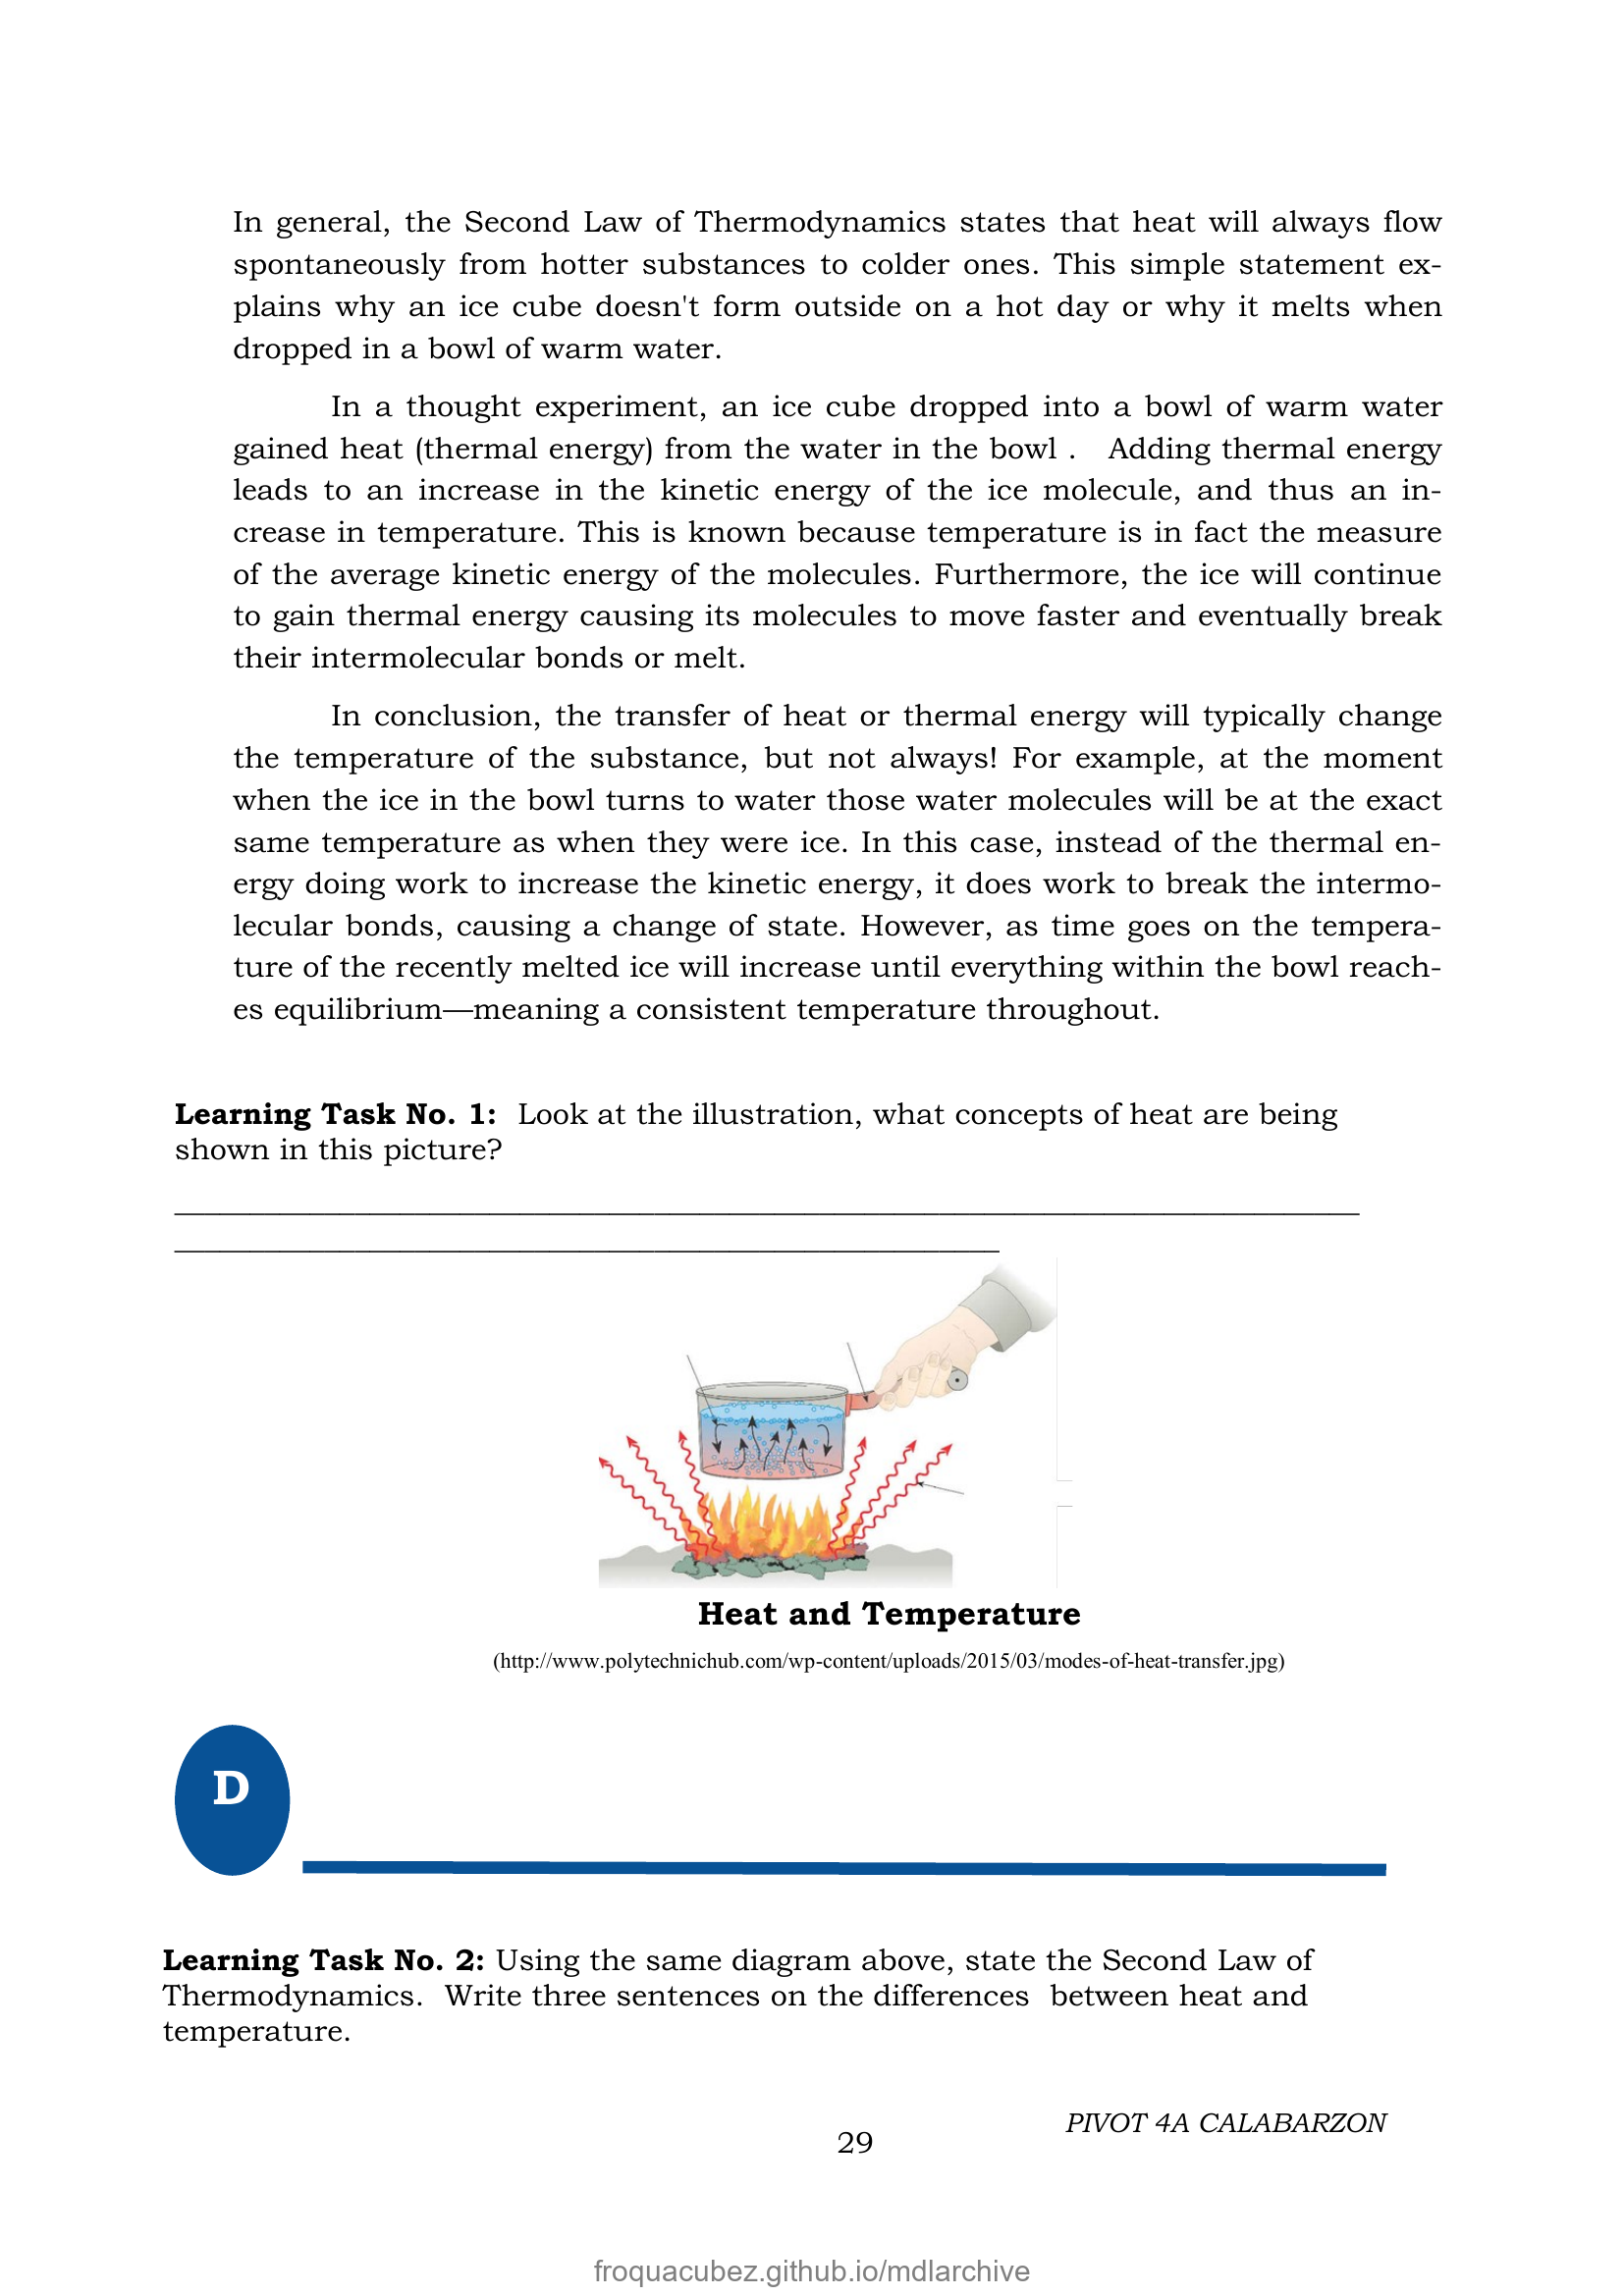 In general, the Second Law of Thermodynamics states that heat will always flow
spontaneously from hotter substances to colder ones. This simple statement ex-
plains why an ice cube doesn't form outside on a hot day or why it melts when
dropped in a bowl of warm water.
In a thought experiment, an ice cube dropped into a bowl of warm water
gained heat (thermal energy) from the water in the bowl .   Adding thermal energy
leads to an increase in the kinetic energy of the ice molecule, and thus an in-
crease in temperature. This is known because temperature is in fact the measure
of the average kinetic energy of the molecules. Furthermore, the ice will continue
to gain thermal energy causing its molecules to move faster and eventually break
their intermolecular bonds or melt.
In conclusion, the transfer of heat or thermal energy will typically change
the temperature of the substance, but not always! For example, at the moment
when the ice in the bowl turns to water those water molecules will be at the exact
same temperature as when they were ice. In this case, instead of the thermal en-
ergy doing work to increase the kinetic energy, it does work to break the intermo-
lecular bonds, causing a change of state. However, as time goes on the tempera-
ture of the recently melted ice will increase until everything within the bowl reach-
es equilibrium—meaning a consistent temperature throughout.
Learning Task No. 1:  Look at the illustration, what concepts of heat are being
shown in this picture?
Heat and Temperature
(http://www.polytechnichub.com/wp-content/uploads/2015/03/modes-of-heat-transfer.jpg)
D
Learning Task No. 2: Using the same diagram above, state the Second Law of
Thermodynamics.  Write three sentences on the differences  between heat and
temperature.
PIVOT 4A CALABARZON
29
froquacubez.github.io/mdlarchive